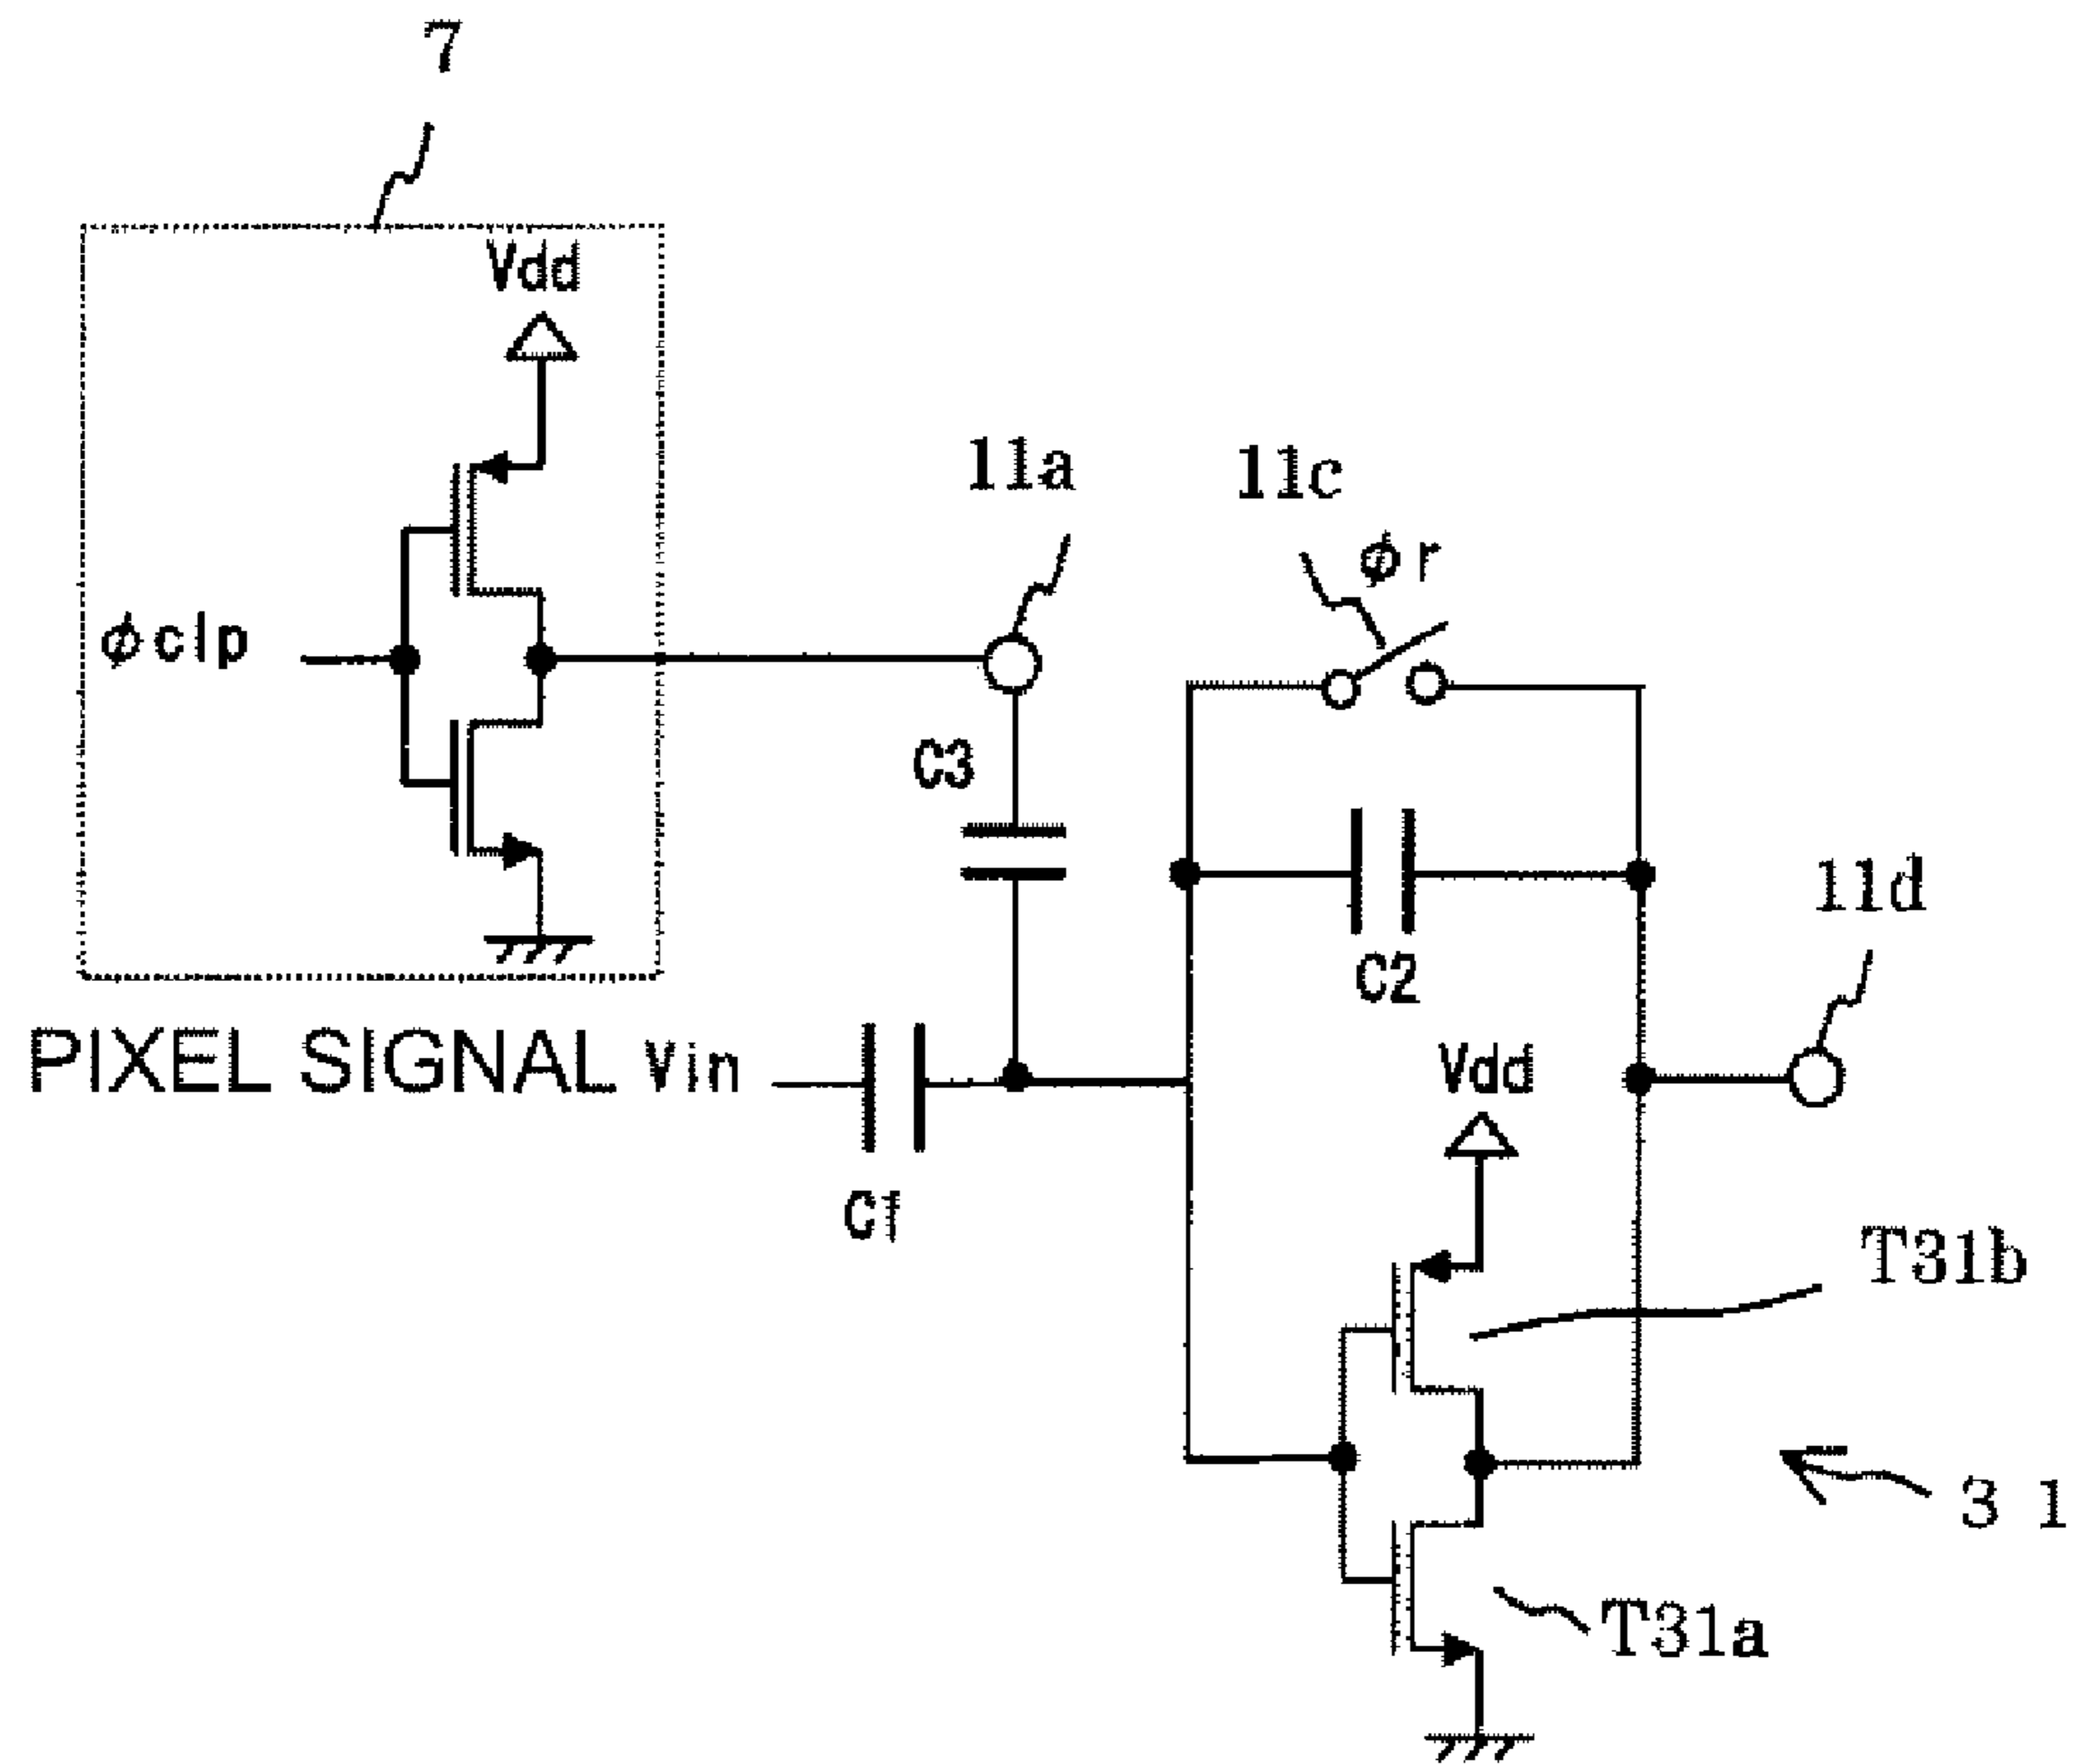 7
Vdd
11a
11c
φr
φclp
C3
11d
C2
PIXEL SIGNAL Vin
Vdd
C1
T31b
31
T31a